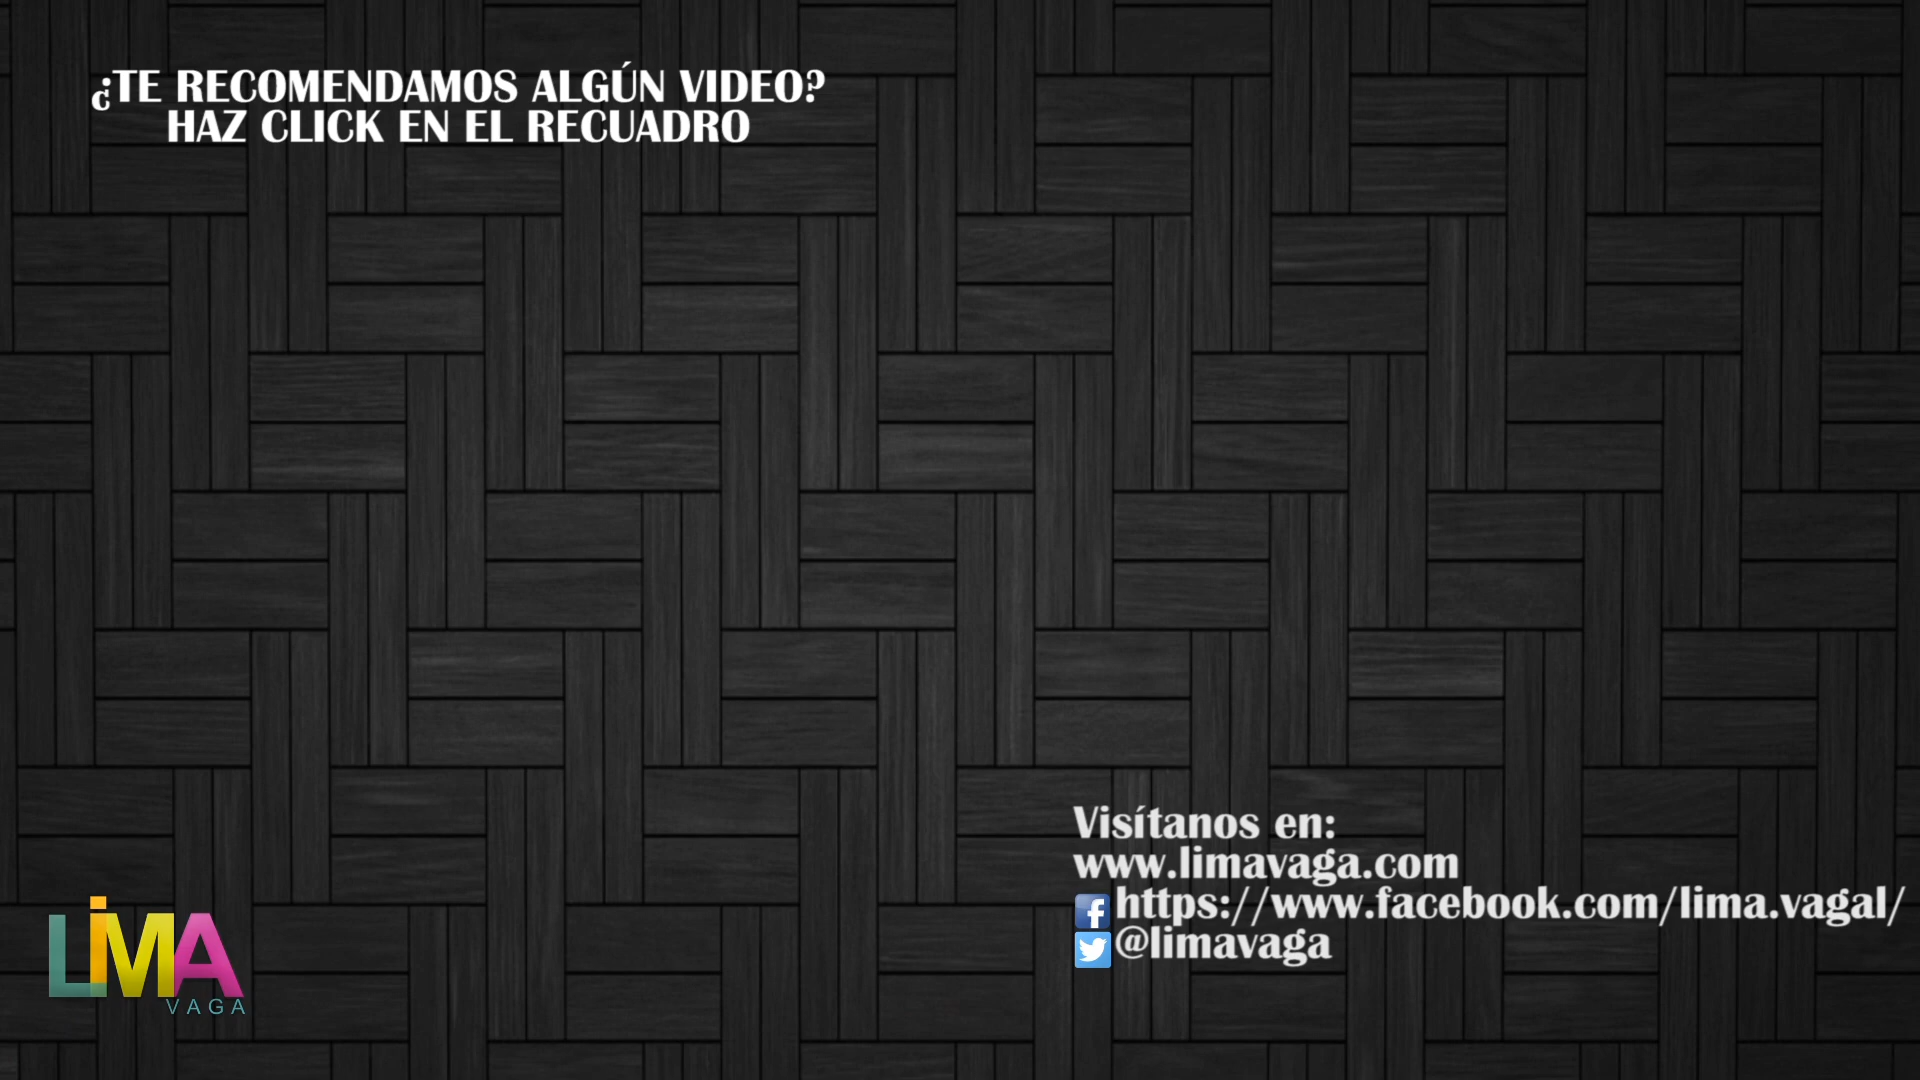 ¿TE RECOMENDAMOS ALGÚN VIDEO?
HAZ CLICK EN EL RECUADRO
Visítanos en:
www.limavaga.com
https://www.facebook.com/lima.vagal/
@limavaga
LiMA
VAGA